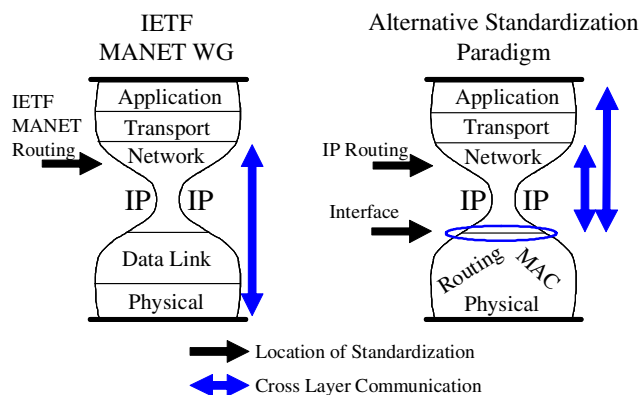 IETF
MANET WG
Alternative Standardization
Paradigm
IETF
MANET
Routing
Application
Transport
Network
IP IP
Data Link
Physical
IP Routing
Interface
Application
Transport
Network
IP IP
Routing
MAC
Physical
Location of Standardization
Cross Layer Communication